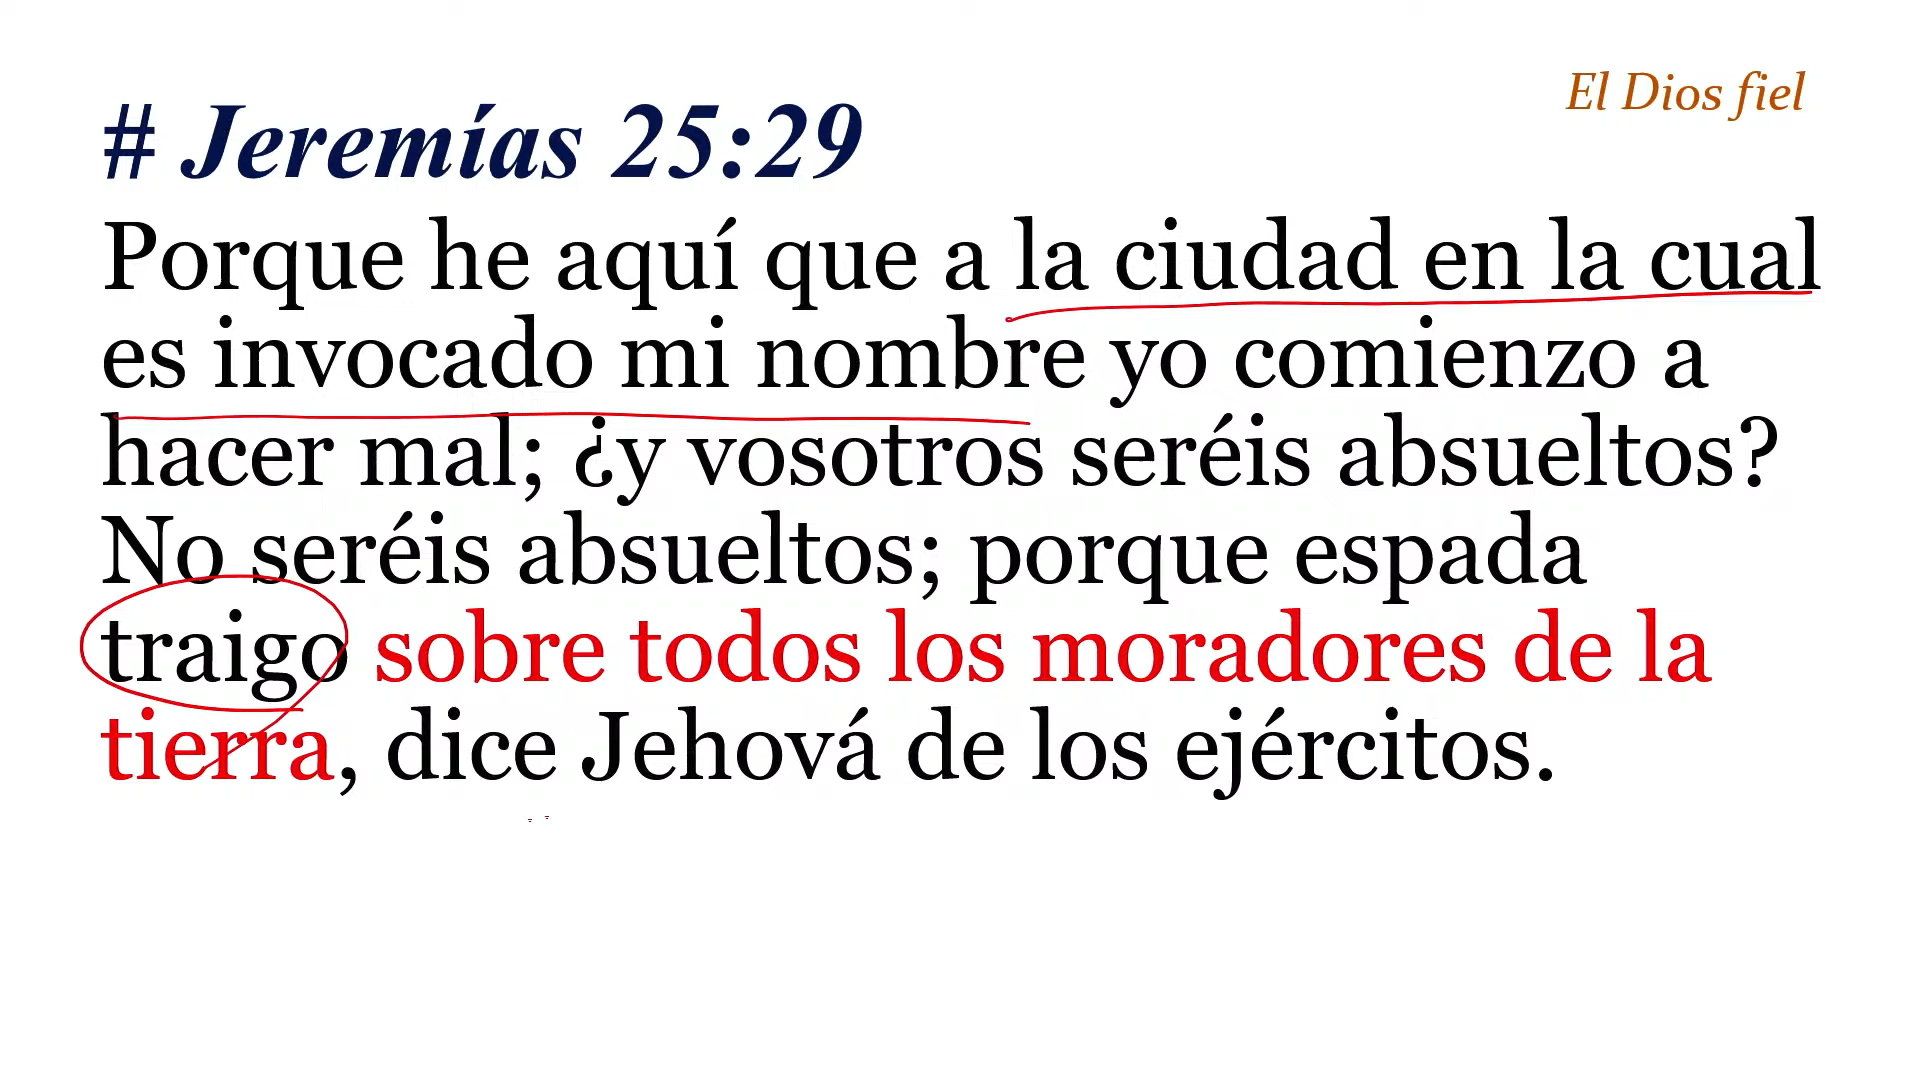 El Dios fiel
# Jeremías 25:29
Porque he aquí que a la ciudad en la cual
es invocado mi nombre yo comienzo a
hacer mal; ¿y vosotros seréis absueltos?
No seréis absueltos; porque espada
traigo sobre todos los moradores de la
tierra, dice Jehová de los ejércitos.